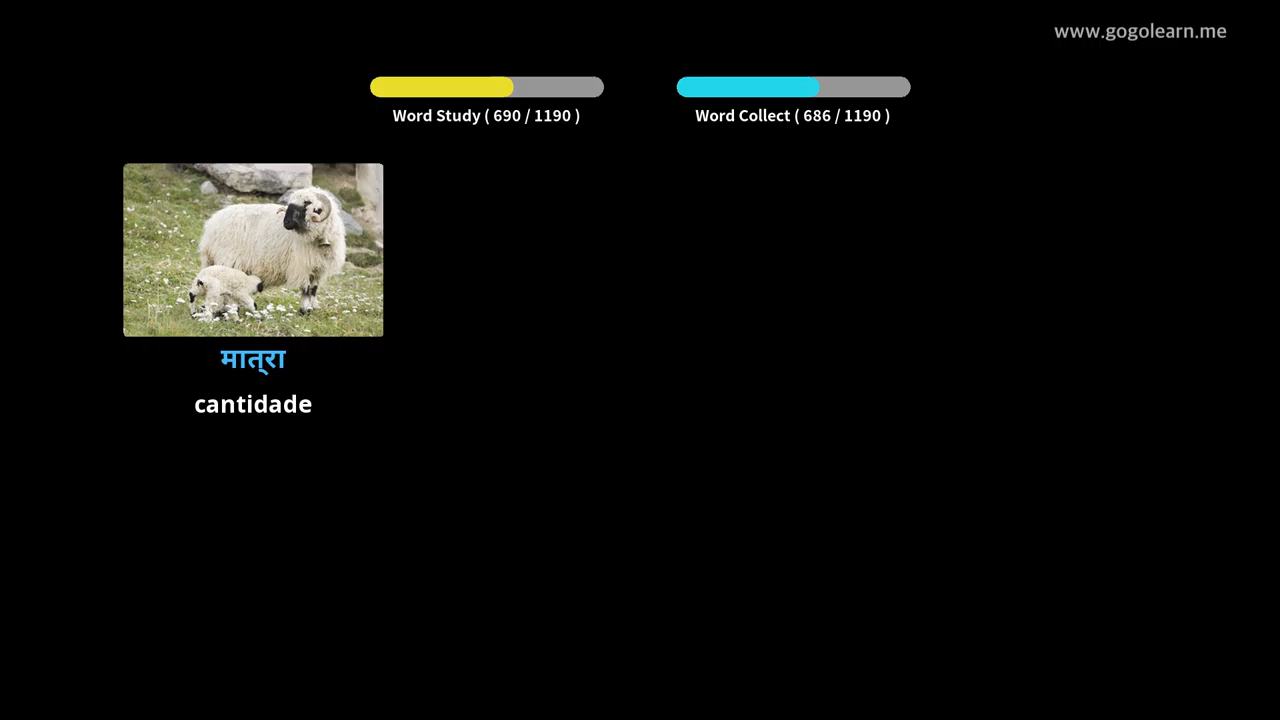 www.gogolearn.me
Word Study ( 690 / 1190 )
Word Collect ( 686 / 1190 )
मात्रा
cantidade